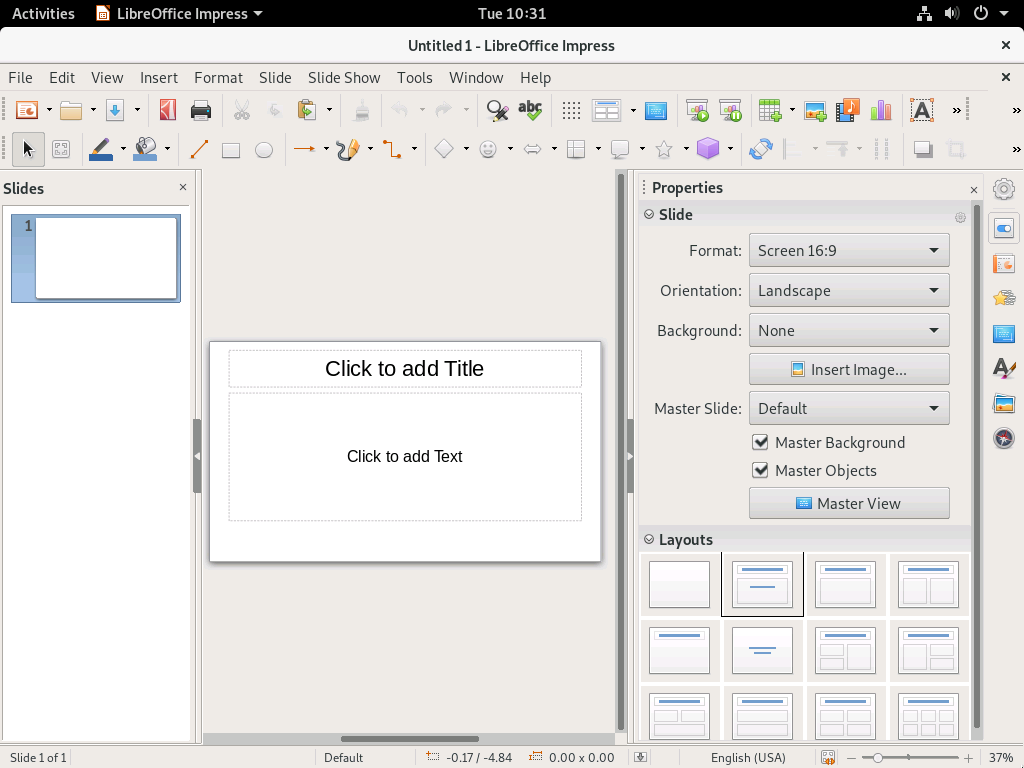 Activities LibreOffice Impress Tue 10:31
Untitled 1 - LibreOffice Impress
File Edit View Insert Format Slide Slide Show Tools Window Help
abc
A
Slides
1
Click to add Title
Click to add Text
Properties
Slide
Format: Screen 16:9
Orientation: Landscape
Background: None
Insert Image...
Master Slide: Default
Master Background
Master Objects
Master View
Layouts
Slide 1 of 1 Default -0.17 / -4.84 0.00 x 0.00 English (USA) 37%